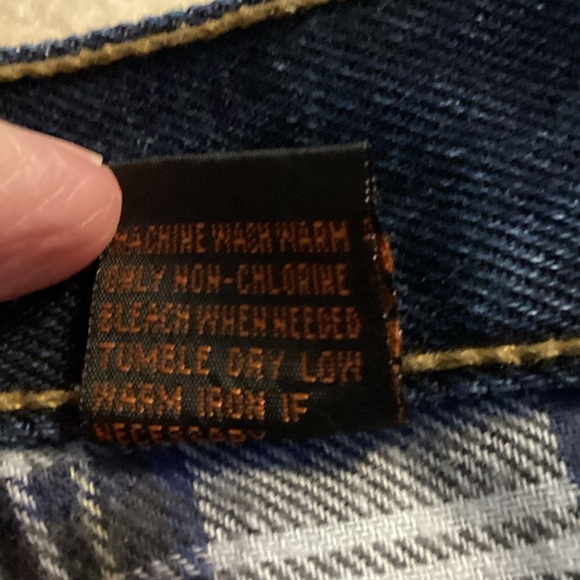 MACHINE WASH WARM
ONLY NON-CHLORINE
BLEACH WHEN NEEDED
TUMBLE DRY LOW
WARM IRON IF
NECESSARY